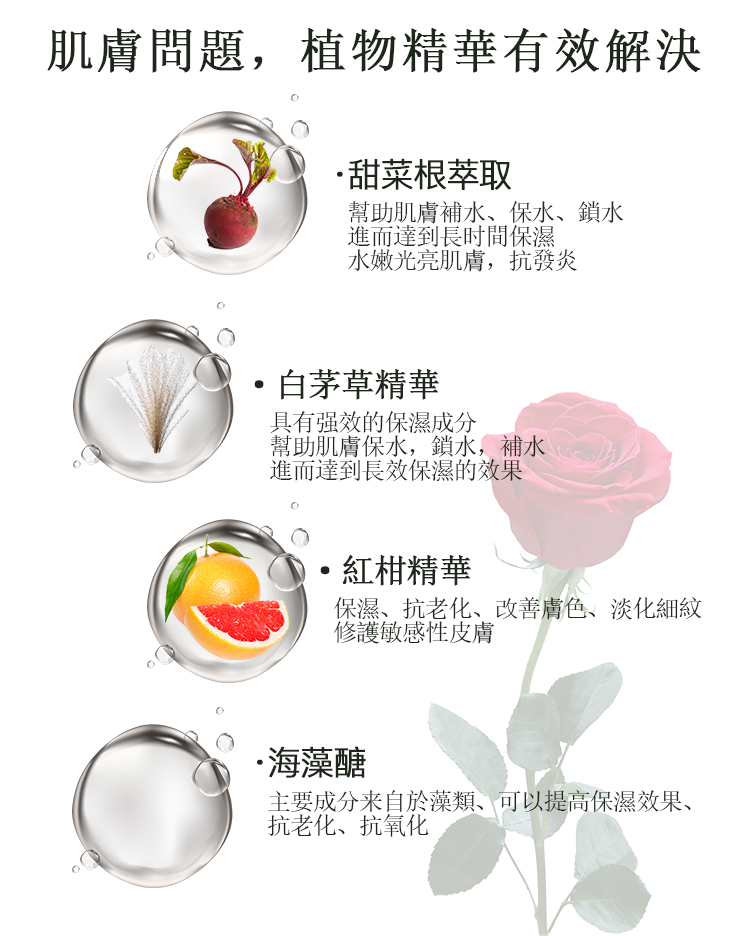 肌膚問題，植物精華有效解決
·甜菜根萃取
幫助肌膚補水、保水、鎖水
進而達到長时間保濕
水嫩光亮肌膚，抗發炎
• 白茅草精華
具有强效的保濕成分
幫助肌膚保水，鎖水，補水
進而達到長效保濕的效果
• 紅柑精華
保濕、抗老化、改善膚色、淡化細紋
修護敏感性皮膚
·海藻醣
主要成分来自於藻類、可以提高保濕效果、
抗老化、抗氧化